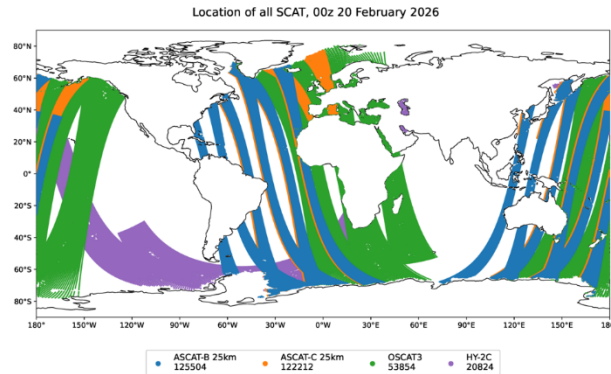 Location of all SCAT, 00z 20 February 2026
80°N
60°N
40°N
20°N
0°
20°S
40°S
60°S
80°S
180° 150°W 120°W 90°W 60°W 30°W 0°W 30°E 60°E 90°E 120°E 150°E 180°
ASCAT-B 25km ASCAT-C 25km OSCAT3 HY-2C
125504 122212 53854 20824